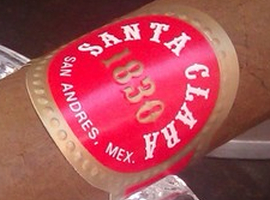 SANTA CLARA
1830
SAN ANDRES, MEX.